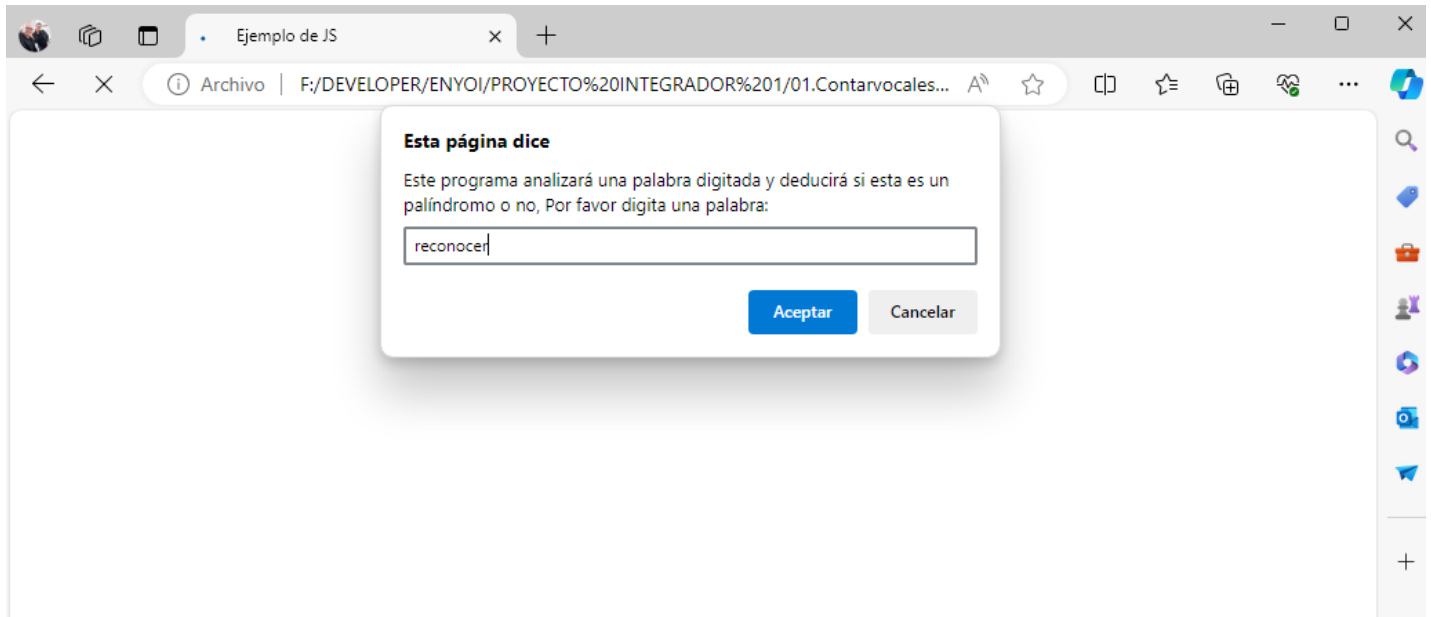 Ejemplo de JS
Archivo
F:/DEVELOPER/ENYOI/PROYECTO%20INTEGRADOR%201/01.Contarvocales...
Esta página dice
Este programa analizará una palabra digitada y deducirá si esta es un
palíndromo o no, Por favor digita una palabra:
reconocer
Aceptar Cancelar